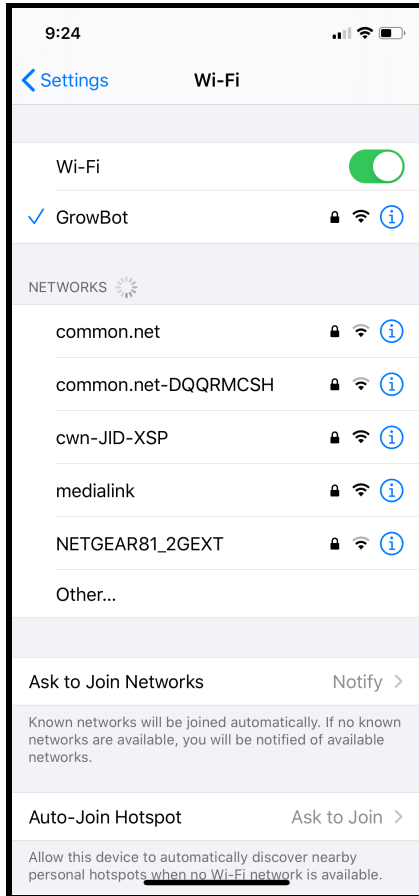 9:24
Settings
Wi-Fi
Wi-Fi
GrowBot
NETWORKS
common.net
common.net-DQQRMCSH
cwn-JID-XSP
medialink
NETGEAR81_2GEXT
Other...
Ask to Join Networks Notify
Known networks will be joined automatically. If no known
networks are available, you will be notified of available
networks.
Auto-Join Hotspot Ask to Join
Allow this device to automatically discover nearby
personal hotspots when no Wi-Fi network is available.